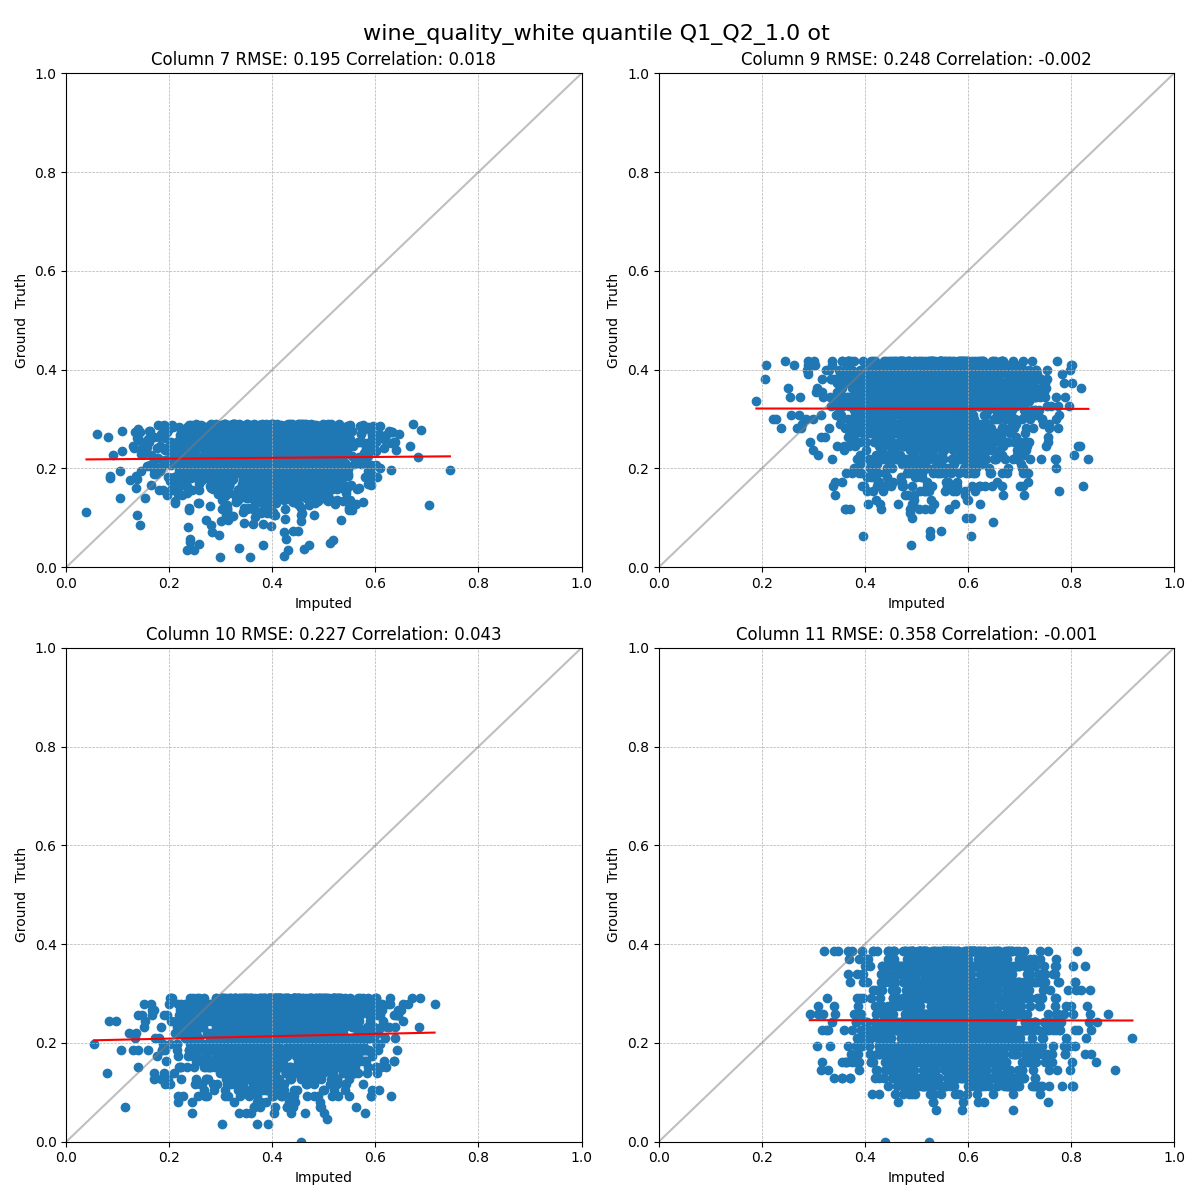 wine_quality_white quantile Q1_Q2_1.0 ot
Column 7 RMSE: 0.195 Correlation: 0.018
1.0
0.8
0.6
0.4
0.2
0.0
Ground Truth
0.0 0.2 0.4 0.6 0.8 1.0
Imputed
Column 9 RMSE: 0.248 Correlation: -0.002
1.0
0.8
0.6
0.4
0.2
0.0
Ground Truth
0.0 0.2 0.4 0.6 0.8 1.0
Imputed
Column 10 RMSE: 0.227 Correlation: 0.043
1.0
0.8
0.6
0.4
0.2
0.0
Ground Truth
0.0 0.2 0.4 0.6 0.8 1.0
Imputed
Column 11 RMSE: 0.358 Correlation: -0.001
1.0
0.8
0.6
0.4
0.2
0.0
Ground Truth
0.0 0.2 0.4 0.6 0.8 1.0
Imputed